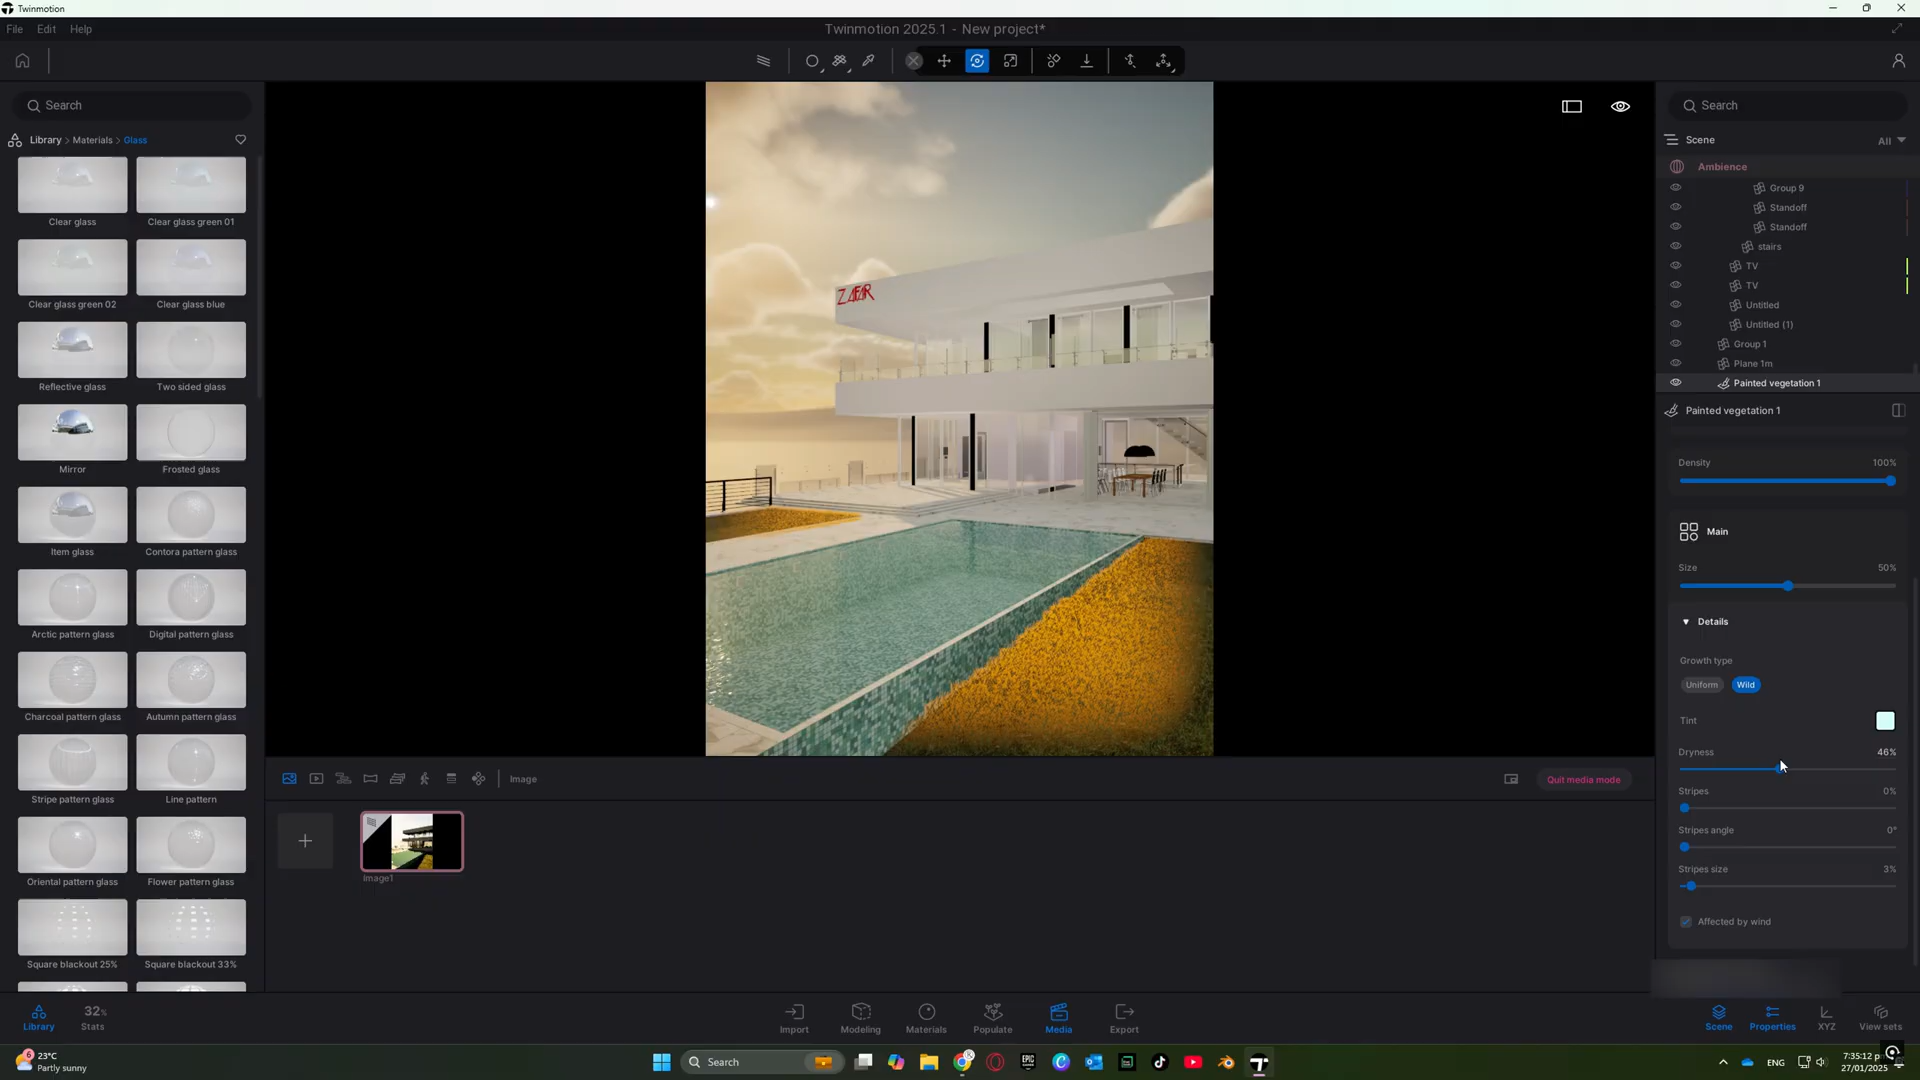 Twinmotion
File Edit Help
Twinmotion 2025.1 - New project*
Search
Library > Materials > Glass
Clear glass
Clear glass green 01
Clear glass green 02
Clear glass blue
Reflective glass
Two sided glass
Mirror
Frosted glass
Item glass
Contora pattern glass
Arctic pattern glass
Digital pattern glass
Charcoal pattern glass
Autumn pattern glass
Stripe pattern glass
Line pattern
Oriental pattern glass
Flower pattern glass
Square blackout 25%
Square blackout 33%
ZAFAR
Image
Quit media mode
Image1
Search
Scene
All
Ambience
Group 9
Standoff
Standoff
stairs
TV
TV
Untitled
Untitled (1)
Group 1
Plane 1m
Painted vegetation 1
Painted vegetation 1
Density 100%
Main
Size 50%
Details
Growth type
Uniform Wild
Tint
Dryness 46%
Stripes 0%
Stripes angle 0°
Stripes size 3%
Affected by wind
Library
32% Stats
Import
Modeling
Materials
Populate
Media
Export
Scene
Properties
XYZ
View sets
6
23°C
Partly sunny
Search
EPIC GAMES
ENG
7:35:12 p
27/01/2025